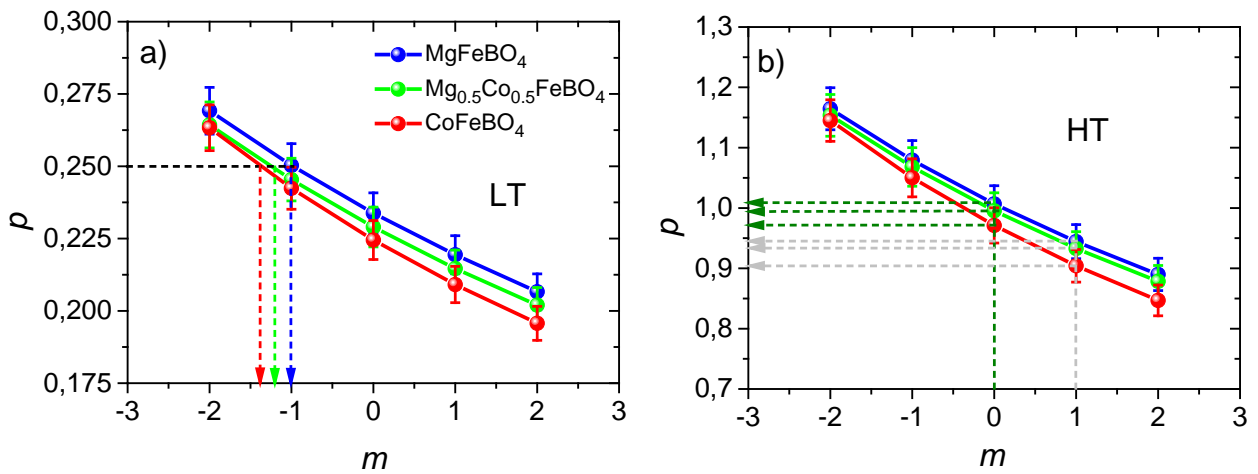 a)
MgFeBO₄
Mg₀.₅Co₀.₅FeBO₄
CoFeBO₄
LT
0,300
0,275
0,250
0,225
0,200
0,175
p
-3 -2 -1 0 1 2 3
m
b)
HT
1,3
1,2
1,1
1,0
0,9
0,8
0,7
p
-3 -2 -1 0 1 2 3
m